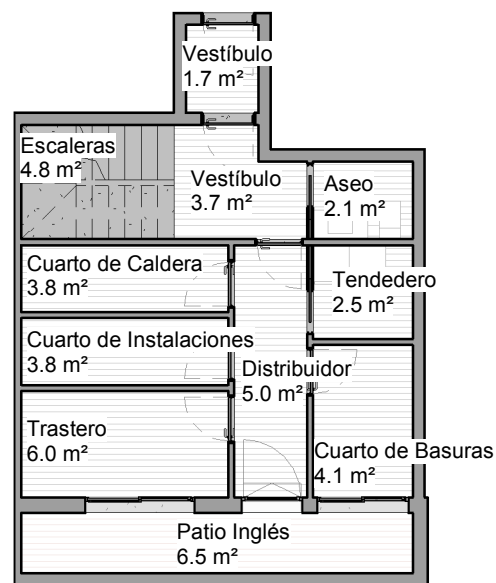 Vestíbulo
1.7 m²
Escaleras
4.8 m²
Vestíbulo
3.7 m²
Aseo
2.1 m²
Cuarto de Caldera
3.8 m²
Tendedero
2.5 m²
Cuarto de Instalaciones
3.8 m²
Distribuidor
5.0 m²
Trastero
6.0 m²
Cuarto de Basuras
4.1 m²
Patio Inglés
6.5 m²